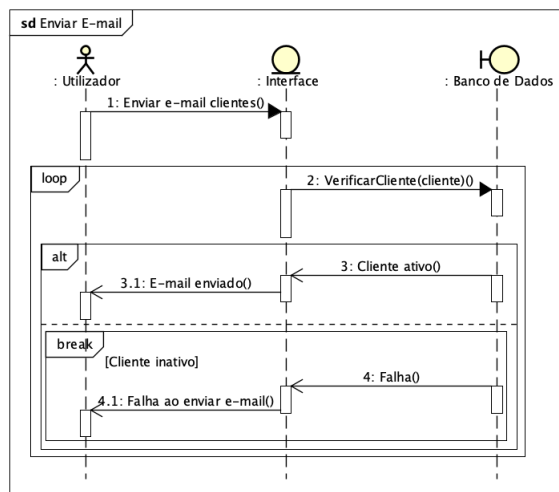 sd Enviar E-mail
: Utilizador
: Interface
: Banco de Dados
1: Enviar e-mail clientes()
loop
2: VerificarCliente(cliente)()
alt
3: Cliente ativo()
3.1: E-mail enviado()
break
[Cliente inativo]
4: Falha()
4.1: Falha ao enviar e-mail()